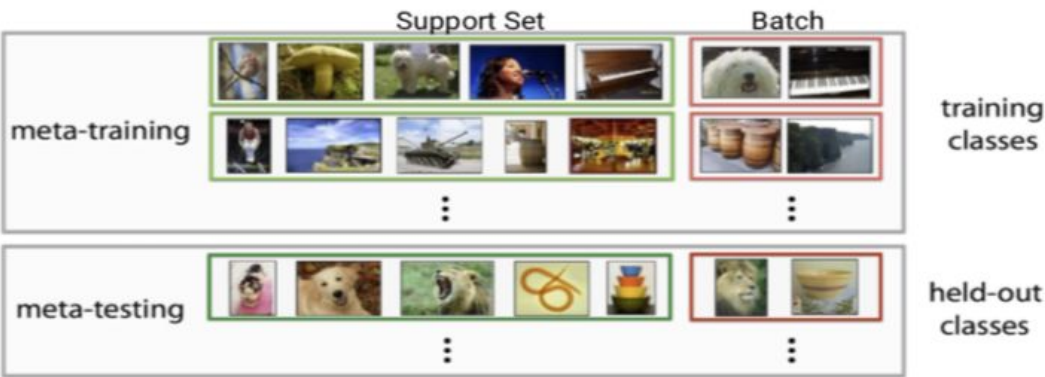 Support Set
Batch
meta-training
training
classes
meta-testing
held-out
classes